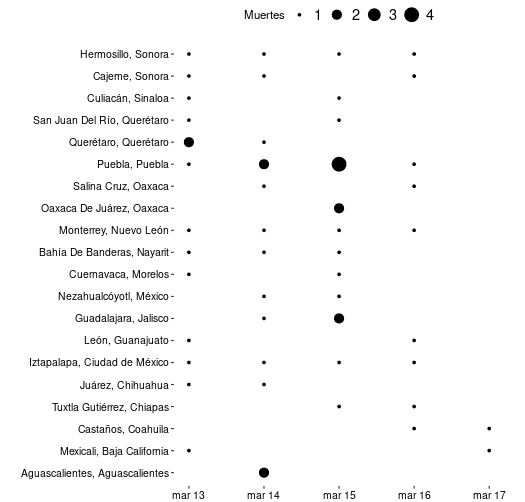 Muertes 1 2 3 4
Hermosillo, Sonora
Cajeme, Sonora
Culiacán, Sinaloa
San Juan Del Río, Querétaro
Querétaro, Querétaro
Puebla, Puebla
Salina Cruz, Oaxaca
Oaxaca De Juárez, Oaxaca
Monterrey, Nuevo León
Bahía De Banderas, Nayarit
Cuernavaca, Morelos
Nezahualcóyotl, México
Guadalajara, Jalisco
León, Guanajuato
Iztapalapa, Ciudad de México
Juárez, Chihuahua
Tuxtla Gutiérrez, Chiapas
Castaños, Coahuila
Mexicali, Baja California
Aguascalientes, Aguascalientes
mar 13 mar 14 mar 15 mar 16 mar 17